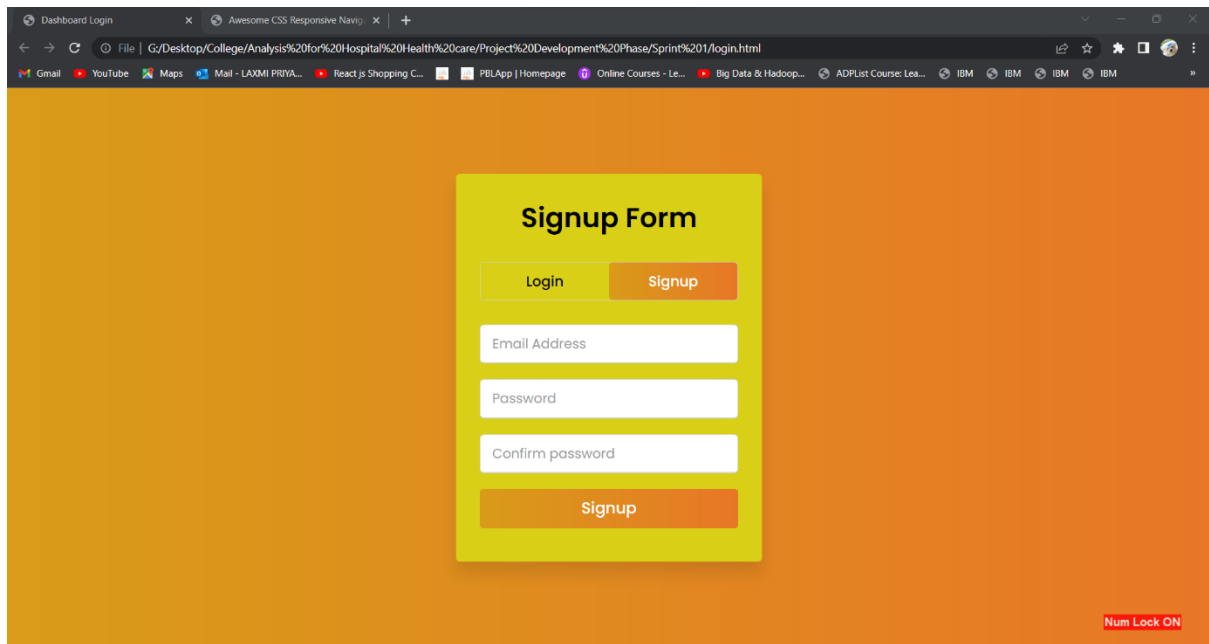 Dashboard Login
Awesome CSS Responsive Navig
File | G:/Desktop/College/Analysis%20for%20Hospital%20Health%20care/Project%20Development%20Phase/Sprint%201/login.html
Gmail YouTube Maps Mail - LAXMI PRIYA... React js Shopping C... PBLApp | Homepage Online Courses - Le... Big Data & Hadoop... ADPList Course: Lea... IBM IBM IBM IBM »
Signup Form
Login Signup
Email Address
Password
Confirm password
Signup
Num Lock ON